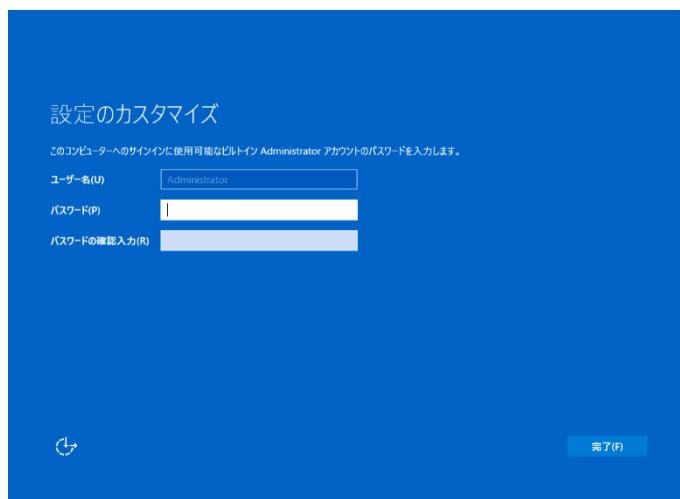 設定のカスタマイズ
このコンピューターへのサインインに使用可能なビルトイン Administrator アカウントのパスワードを入力します。
ユーザー名(U)
Administrator
パスワード(P)
パスワードの確認入力(R)
完了(F)